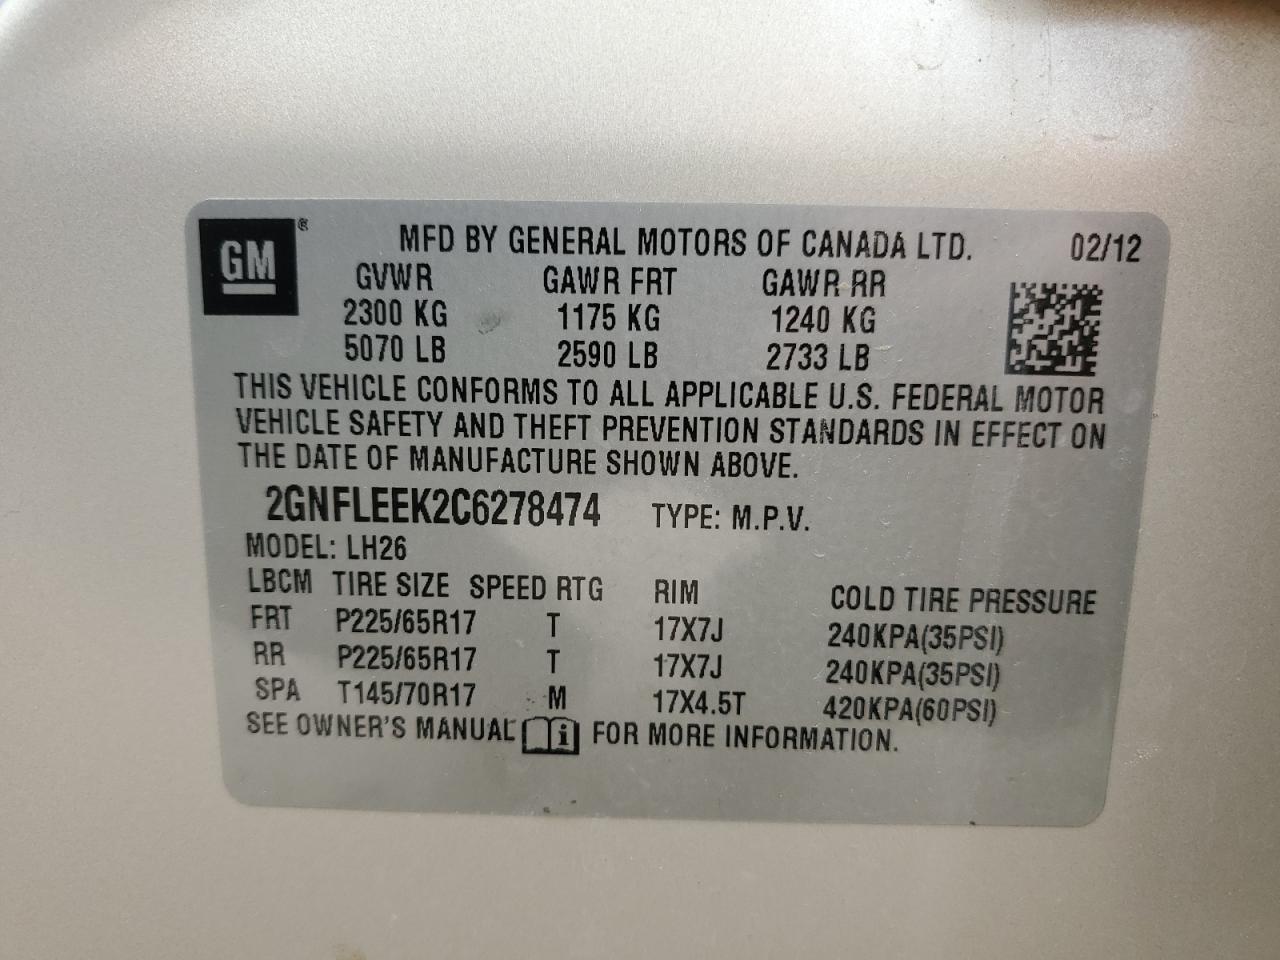 GM ®
MFD BY GENERAL MOTORS OF CANADA LTD. 02/12
GVWR GAWR FRT GAWR RR
2300 KG 1175 KG 1240 KG
5070 LB 2590 LB 2733 LB
THIS VEHICLE CONFORMS TO ALL APPLICABLE U.S. FEDERAL MOTOR
VEHICLE SAFETY AND THEFT PREVENTION STANDARDS IN EFFECT ON
THE DATE OF MANUFACTURE SHOWN ABOVE.
2GNFLEEK2C6278474 TYPE: M.P.V.
MODEL: LH26
LBCM TIRE SIZE SPEED RTG RIM COLD TIRE PRESSURE
FRT P225/65R17 T 17X7J 240KPA(35PSI)
RR P225/65R17 T 17X7J 240KPA(35PSI)
SPA T145/70R17 M 17X4.5T 420KPA(60PSI)
SEE OWNER'S MANUAL i FOR MORE INFORMATION.